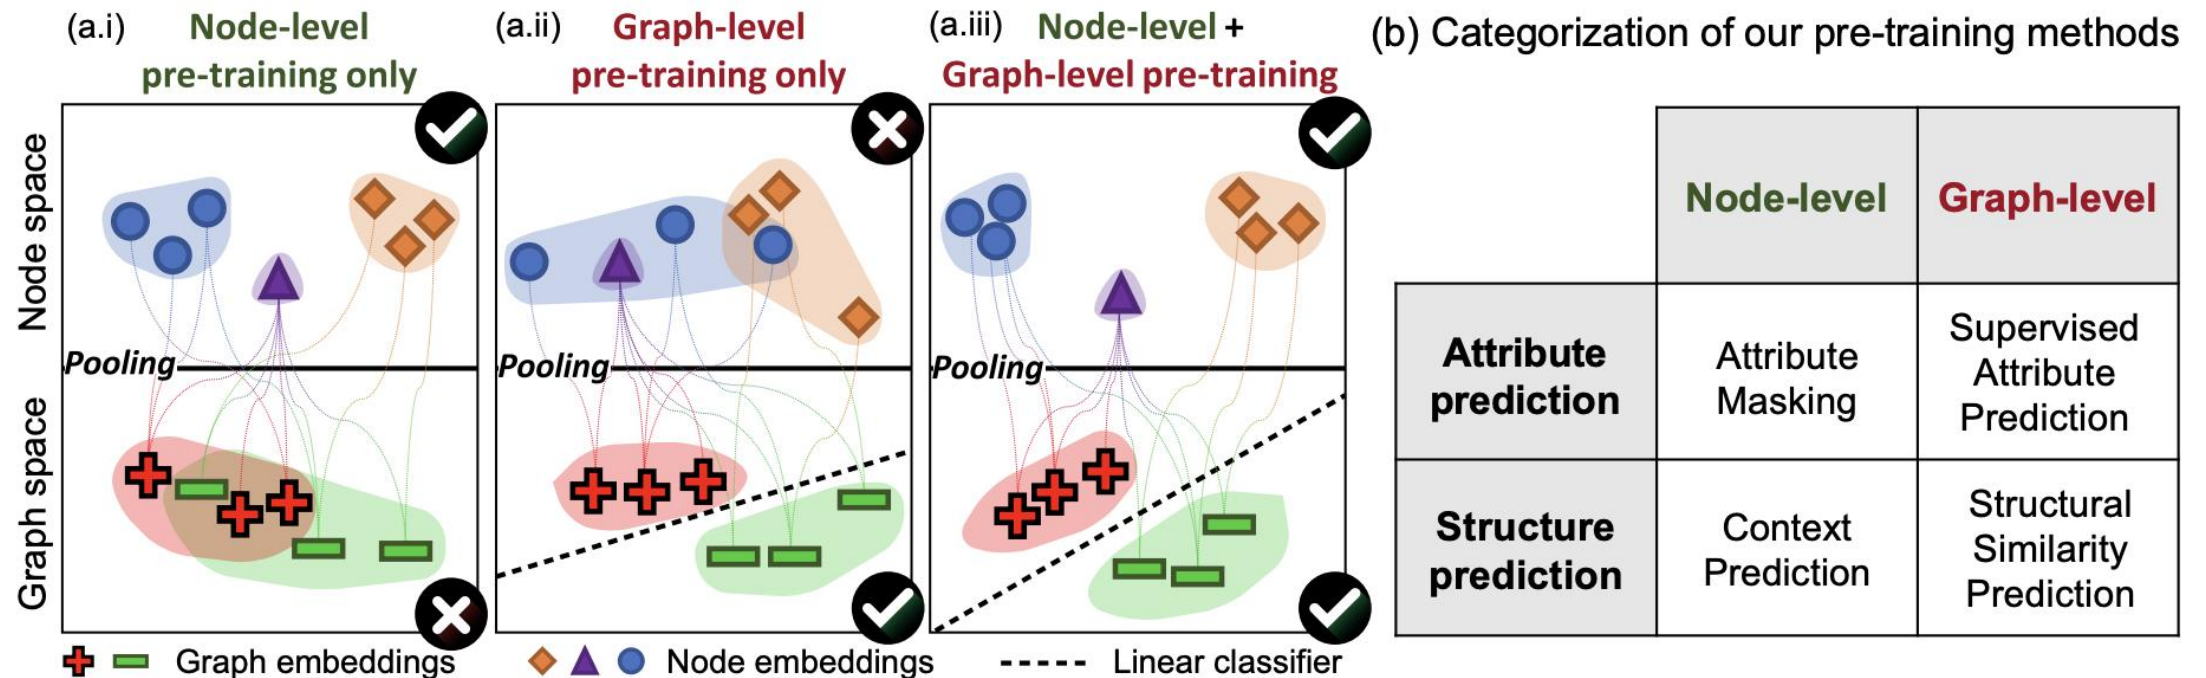 (a.i) Node-level
pre-training only
(a.ii) Graph-level
pre-training only
(a.iii) Node-level +
Graph-level pre-training
Node space
Graph space
Pooling
Pooling
Pooling
Graph embeddings
Node embeddings
Linear classifier
(b) Categorization of our pre-training methods
Node-level
Graph-level
Attribute
prediction
Attribute
Masking
Supervised
Attribute
Prediction
Structure
prediction
Context
Prediction
Structural
Similarity
Prediction